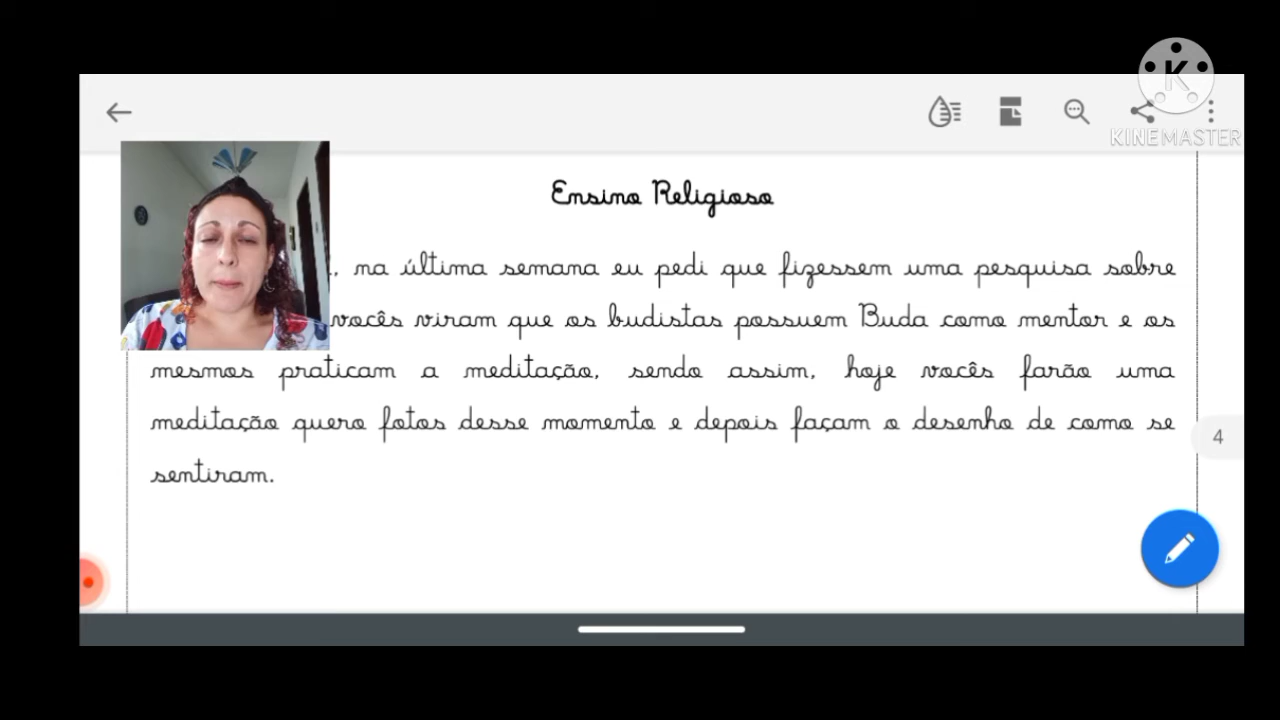 KINEMASTER
Ensino Religioso
, na última semana eu pedi que fizessem uma pesquisa sobre
vocês viram que os budistas possuem Buda como mentor e os
mesmos praticam a meditação, sendo assim, hoje vocês farão uma
meditação quero fotos desse momento e depois façam o desenho de como se
sentiram.
4